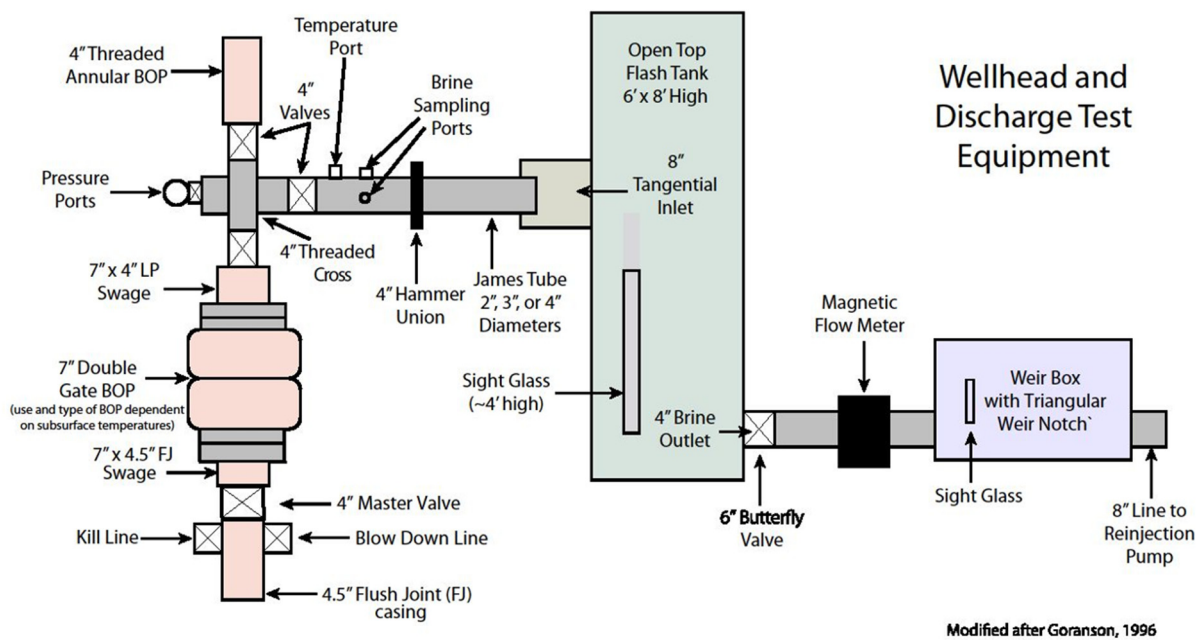 Wellhead and
Discharge Test
Equipment
4" Threaded
Annular BOP
Temperature
Port
4"
Valves
Brine
Sampling
Ports
Open Top
Flash Tank
6' x 8' High
Pressure
Ports
8"
Tangential
Inlet
4" Threaded
Cross
7" x 4" LP
Swage
4" Hammer
Union
James Tube
2", 3", or 4"
Diameters
Magnetic
Flow Meter
7" Double
Gate BOP
(use and type of BOP dependent
on subsurface temperatures)
Sight Glass
(~4' high)
4" Brine
Outlet
Weir Box
with Triangular
Weir Notch`
7" x 4.5" FJ
Swage
4" Master Valve
Sight Glass
6" Butterfly
Valve
8" Line to
Reinjection
Pump
Kill Line
Blow Down Line
4.5" Flush Joint (FJ)
casing
Modified after Goranson, 1996